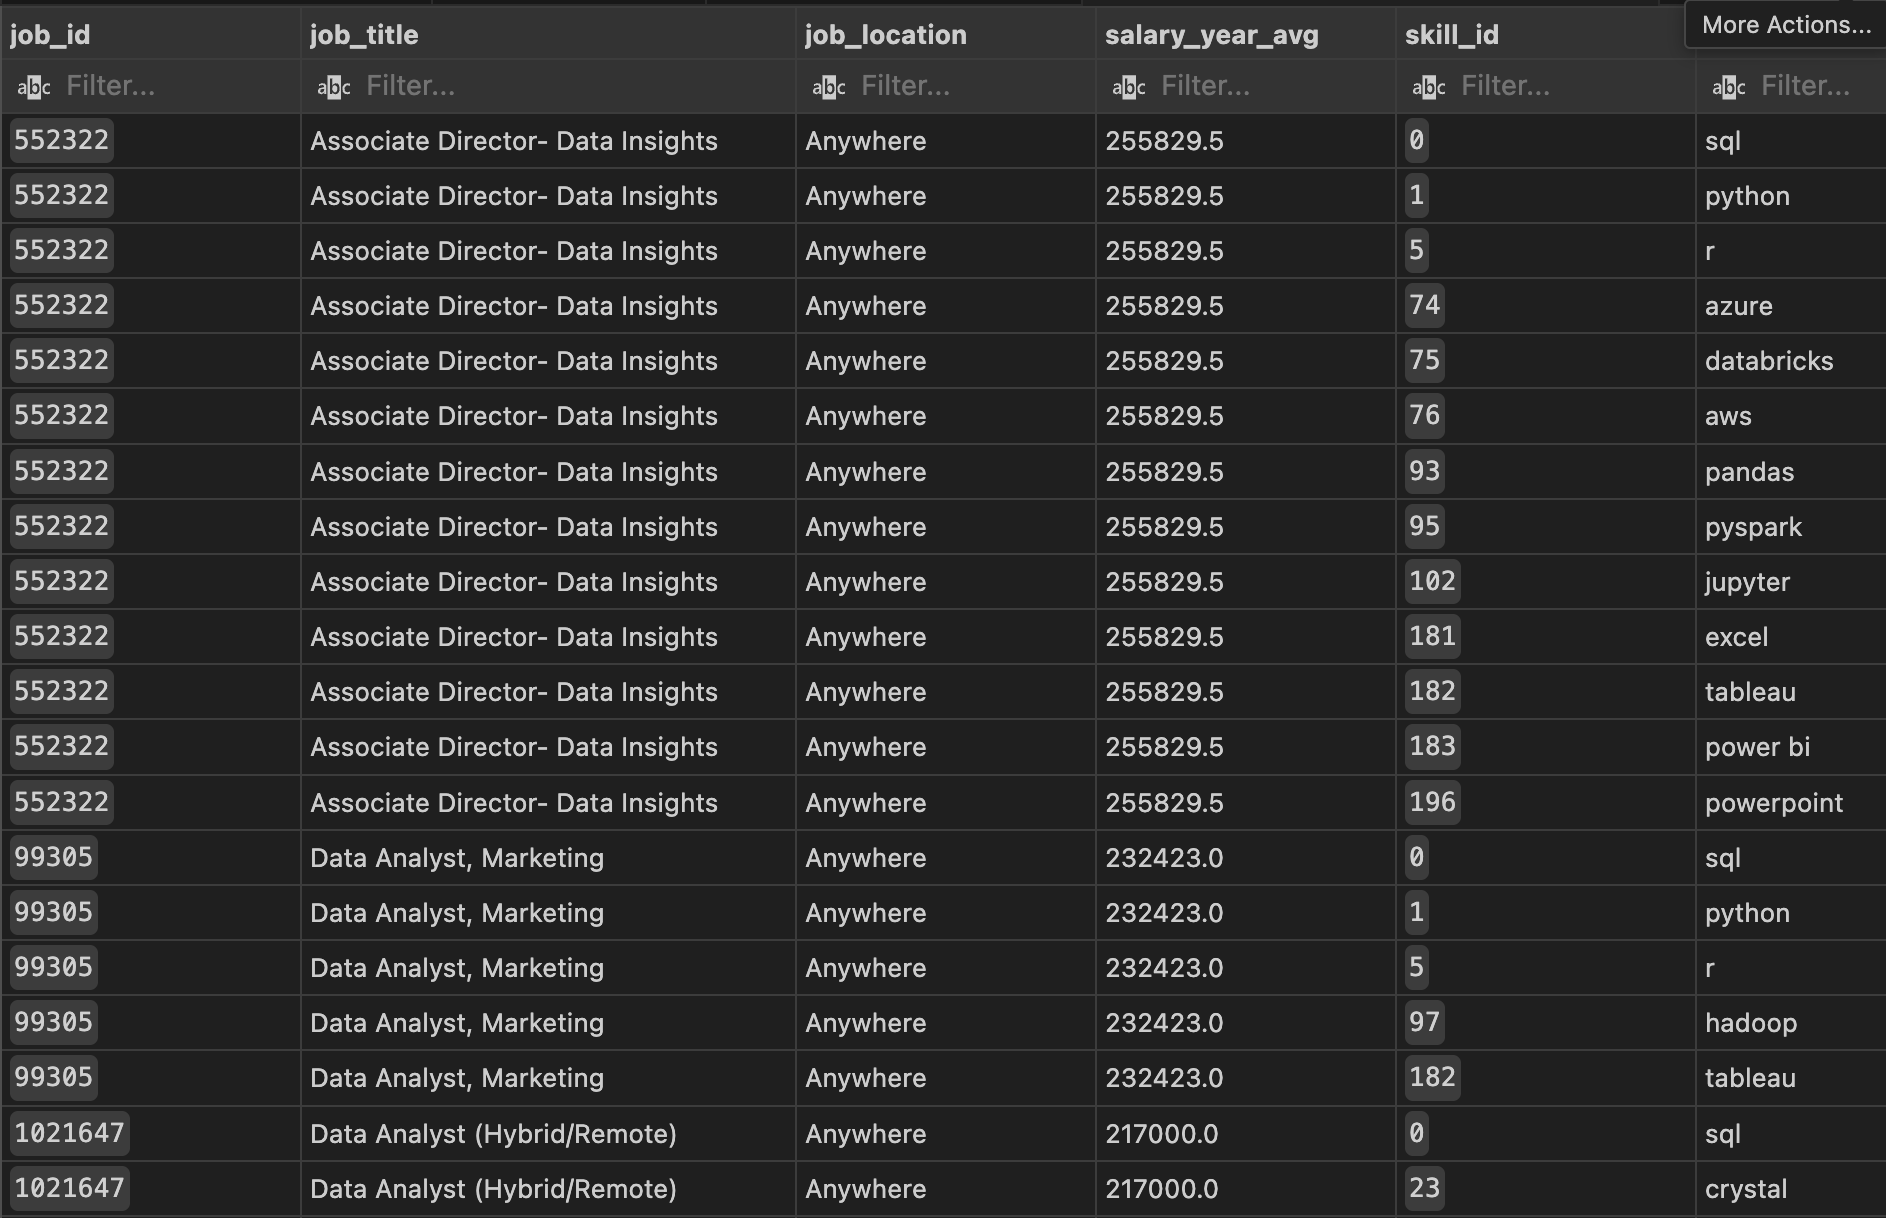 job_id job_title job_location salary_year_avg skill_id More Actions...
abc Filter... abc Filter... abc Filter... abc Filter... abc Filter... abc Filter...
552322 Associate Director- Data Insights Anywhere 255829.5 0 sql
552322 Associate Director- Data Insights Anywhere 255829.5 1 python
552322 Associate Director- Data Insights Anywhere 255829.5 5 r
552322 Associate Director- Data Insights Anywhere 255829.5 74 azure
552322 Associate Director- Data Insights Anywhere 255829.5 75 databricks
552322 Associate Director- Data Insights Anywhere 255829.5 76 aws
552322 Associate Director- Data Insights Anywhere 255829.5 93 pandas
552322 Associate Director- Data Insights Anywhere 255829.5 95 pyspark
552322 Associate Director- Data Insights Anywhere 255829.5 102 jupyter
552322 Associate Director- Data Insights Anywhere 255829.5 181 excel
552322 Associate Director- Data Insights Anywhere 255829.5 182 tableau
552322 Associate Director- Data Insights Anywhere 255829.5 183 power bi
552322 Associate Director- Data Insights Anywhere 255829.5 196 powerpoint
99305 Data Analyst, Marketing Anywhere 232423.0 0 sql
99305 Data Analyst, Marketing Anywhere 232423.0 1 python
99305 Data Analyst, Marketing Anywhere 232423.0 5 r
99305 Data Analyst, Marketing Anywhere 232423.0 97 hadoop
99305 Data Analyst, Marketing Anywhere 232423.0 182 tableau
1021647 Data Analyst (Hybrid/Remote) Anywhere 217000.0 0 sql
1021647 Data Analyst (Hybrid/Remote) Anywhere 217000.0 23 crystal